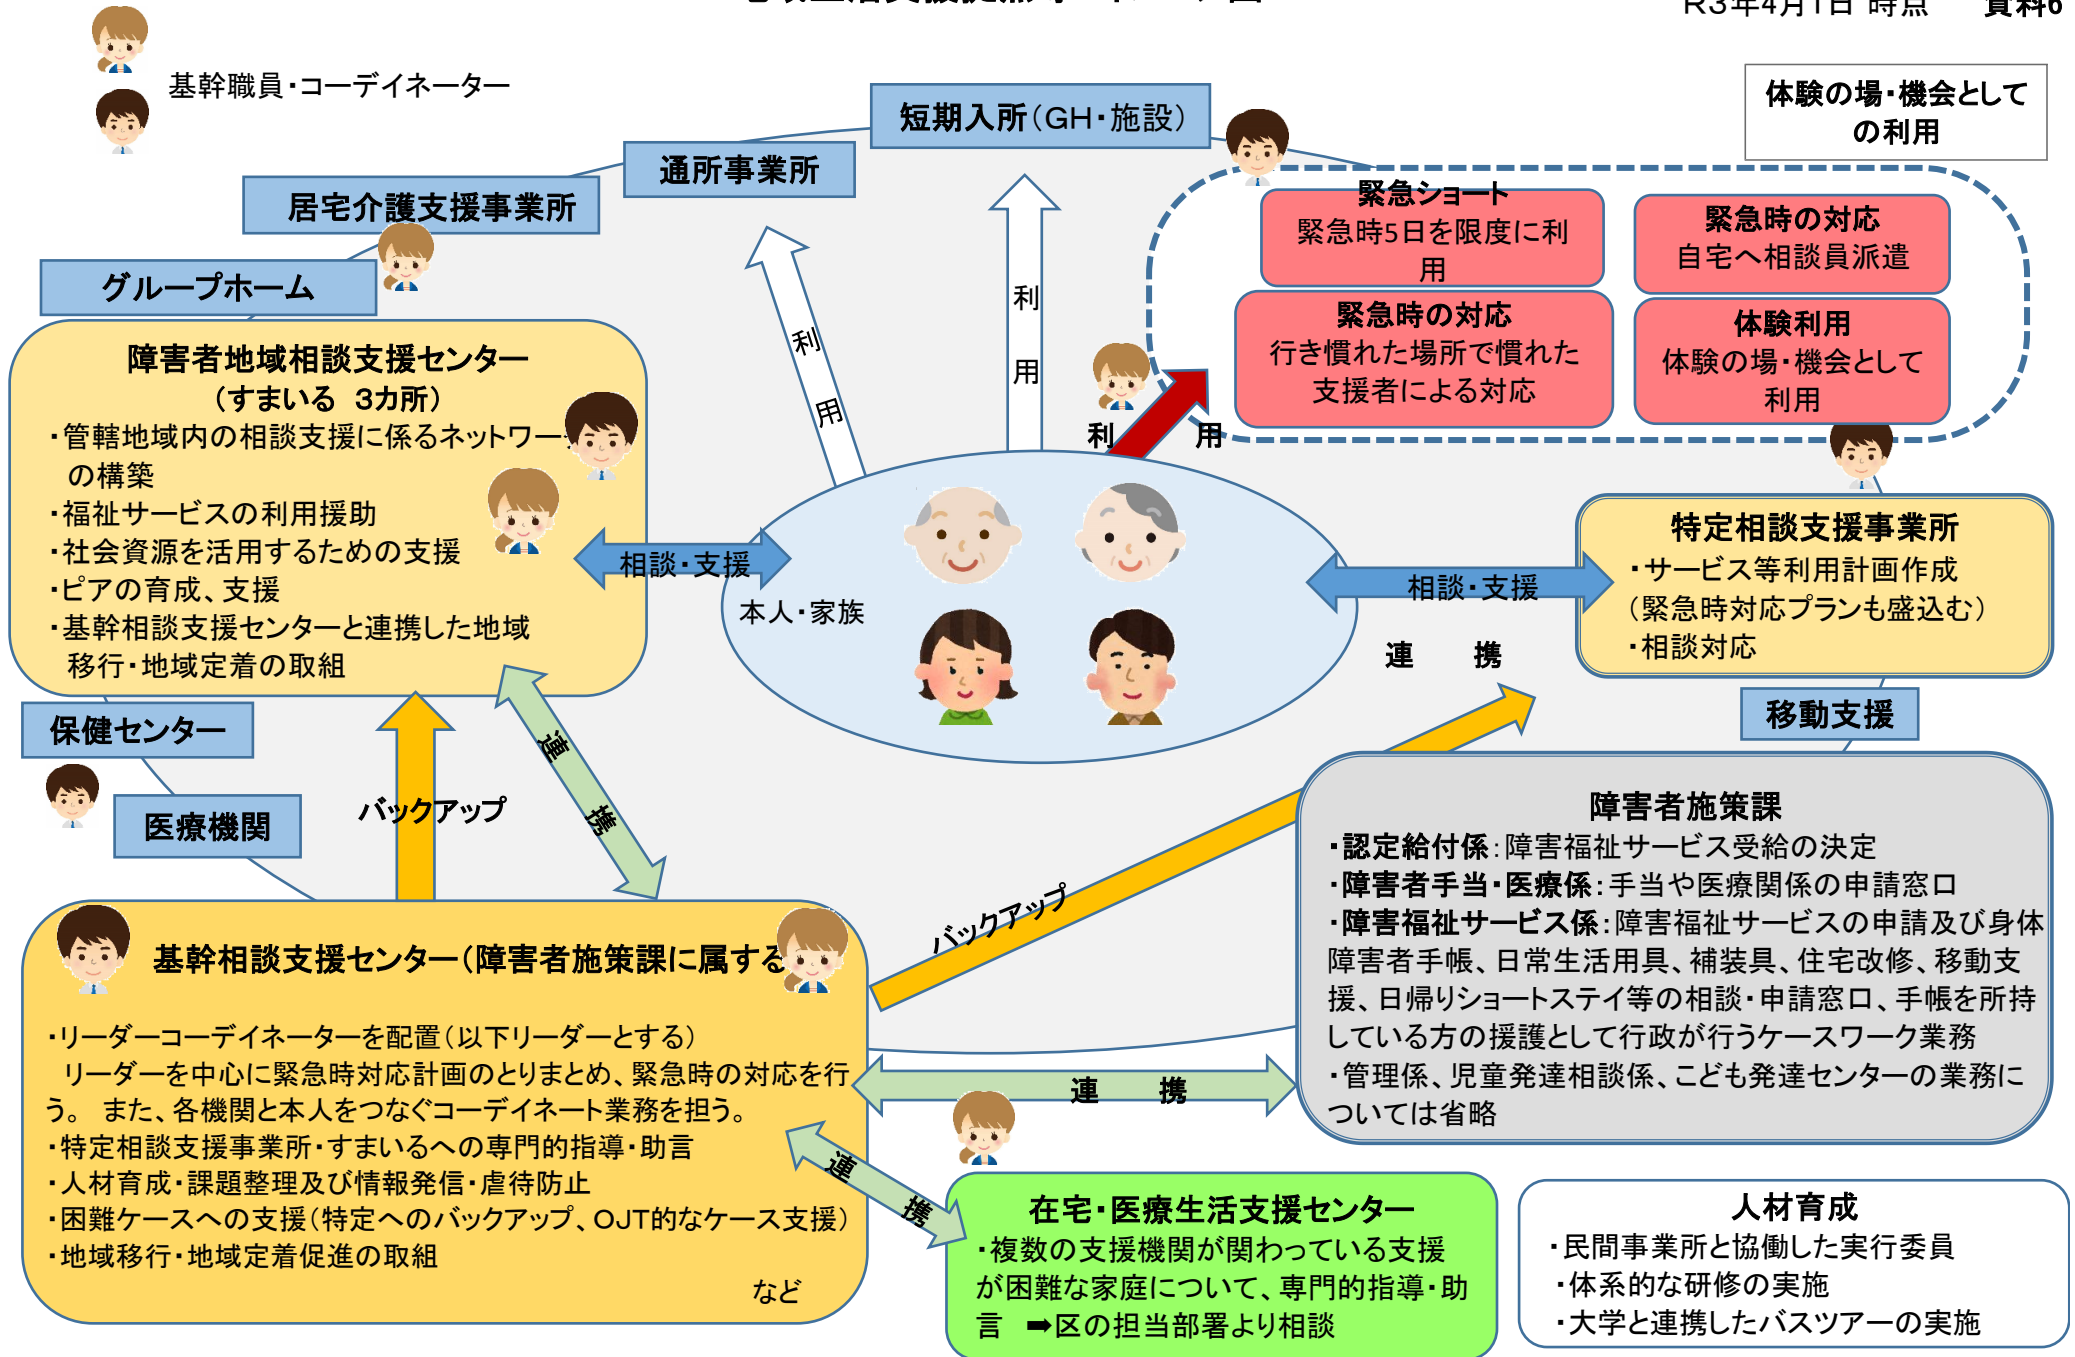 R3年4月1日 時点　資料6
基幹職員・コーデイネーター
体験の場・機会として
の利用
短期入所（GH・施設）
通所事業所
居宅介護支援事業所
グループホーム
緊急ショート
緊急時5日を限度に利
用
緊急時の対応
自宅へ相談員派遣
緊急時の対応
行き慣れた場所で慣れた
支援者による対応
体験利用
体験の場・機会として
利用
利用
利用
利　用
障害者地域相談支援センター
（すまいる　3カ所）
・管轄地域内の相談支援に係るネットワー
の構築
・福祉サービスの利用援助
・社会資源を活用するための支援
・ピアの育成、支援
・基幹相談支援センターと連携した地域
移行・地域定着の取組
相談・支援
本人・家族
相談・支援
特定相談支援事業所
・サービス等利用計画作成
（緊急時対応プランも盛込む）
・相談対応
連　携
移動支援
保健センター
医療機関
バックアップ
連　携
バックアップ
障害者施策課
・認定給付係：障害福祉サービス受給の決定
・障害者手当・医療係：手当や医療関係の申請窓口
・障害福祉サービス係：障害福祉サービスの申請及び身体
障害者手帳、日常生活用具、補装具、住宅改修、移動支
援、日帰りショートステイ等の相談・申請窓口、手帳を所持
している方の援護として行政が行うケースワーク業務
・管理係、児童発達相談係、こども発達センターの業務に
ついては省略
基幹相談支援センター（障害者施策課に属する
・リーダーコーデイネーターを配置（以下リーダーとする）
リーダーを中心に緊急時対応計画のとりまとめ、緊急時の対応を行
う。 また、各機関と本人をつなぐコーデイネート業務を担う。
・特定相談支援事業所・すまいるへの専門的指導・助言
・人材育成・課題整理及び情報発信・虐待防止
・困難ケースへの支援（特定へのバックアップ、OJT的なケース支援）
・地域移行・地域定着促進の取組
など
連　携
連　携
在宅・医療生活支援センター
・複数の支援機関が関わっている支援
が困難な家庭について、専門的指導・助
言　➡区の担当部署より相談
人材育成
・民間事業所と協働した実行委員
・体系的な研修の実施
・大学と連携したバスツアーの実施